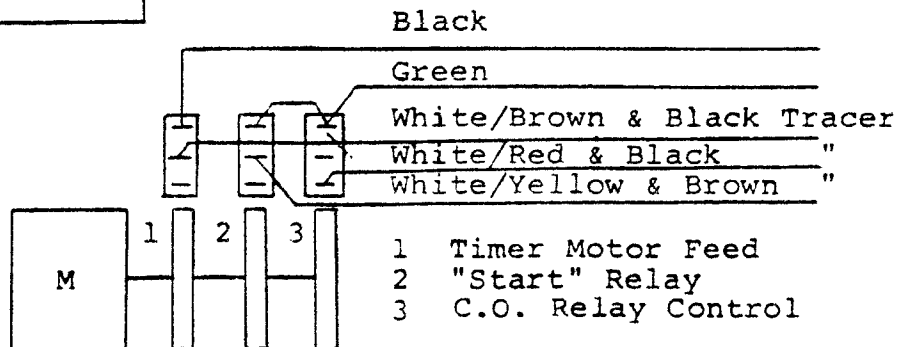 Black
Green
White/Brown & Black Tracer
White/Red & Black "
White/Yellow & Brown "
1 2 3
M
1 Timer Motor Feed
2 "Start" Relay
3 C.O. Relay Control